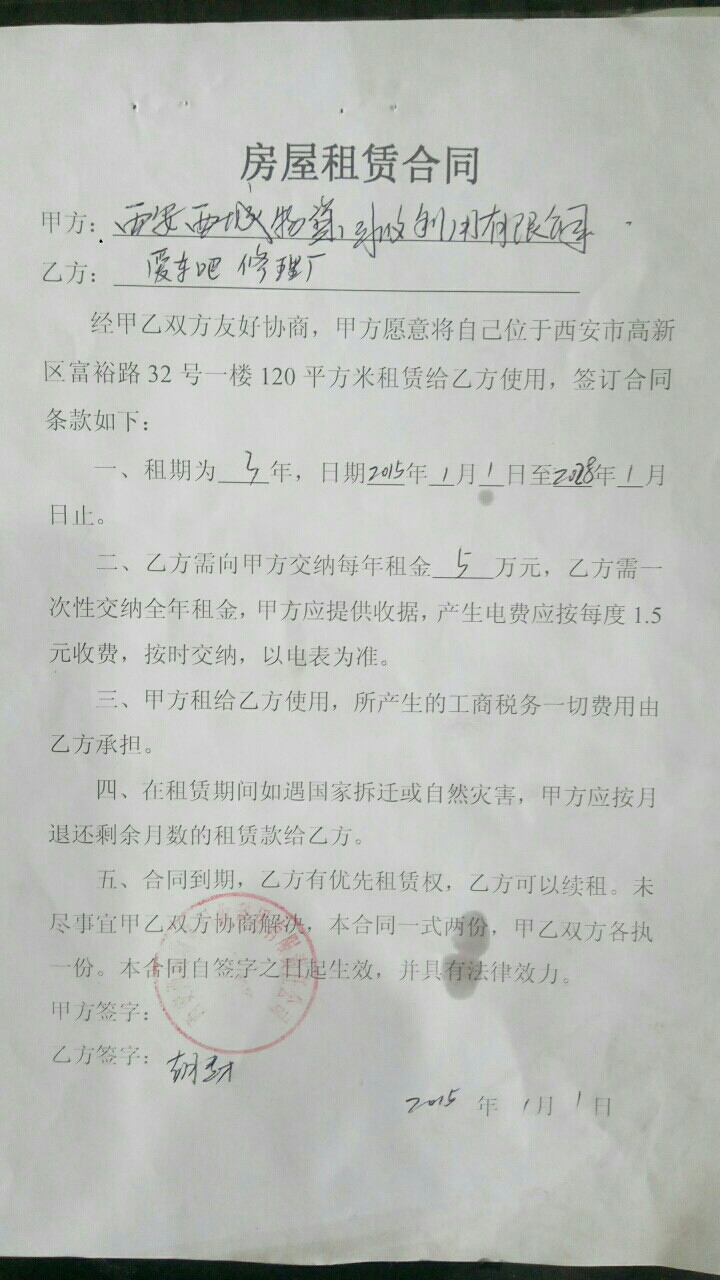 房屋租赁合同
甲方：西安西城物资回收利用有限公司
乙方：爱车吧 修理厂
经甲乙双方友好协商，甲方愿意将自己位于西安市高新
区富裕路 32 号一楼 120 平方米租赁给乙方使用，签订合同
条款如下：
一、租期为 3 年，日期2015年 1 月 1 日至2018年 1 月
日止。
二、乙方需向甲方交纳每年租金 5 万元，乙方需一
次性交纳全年租金，甲方应提供收据，产生电费应按每度 1.5
元收费，按时交纳，以电表为准。
三、甲方租给乙方使用，所产生的工商税务一切费用由
乙方承担。
四、在租赁期间如遇国家拆迁或自然灾害，甲方应按月
退还剩余月数的租赁款给乙方。
五、合同到期，乙方有优先租赁权，乙方可以续租。未
尽事宜甲乙双方协商解决，本合同一式两份，甲乙双方各执
一份。本合同自签字之日起生效，并具有法律效力。
甲方签字：
乙方签字：
2015 年 1 月 1 日